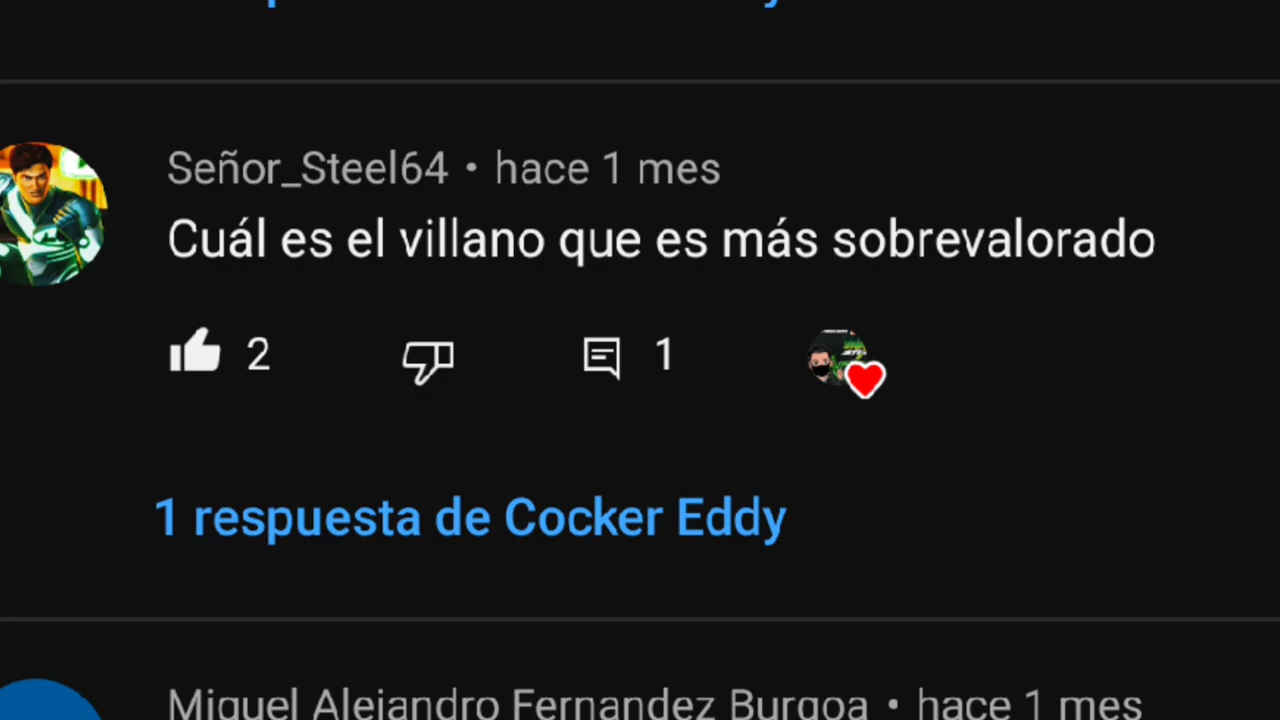 Señor_Steel64 • hace 1 mes
Cuál es el villano que es más sobrevalorado
2
1
1 respuesta de Cocker Eddy
Miguel Alejandro Fernandez Burgoa • hace 1 mes